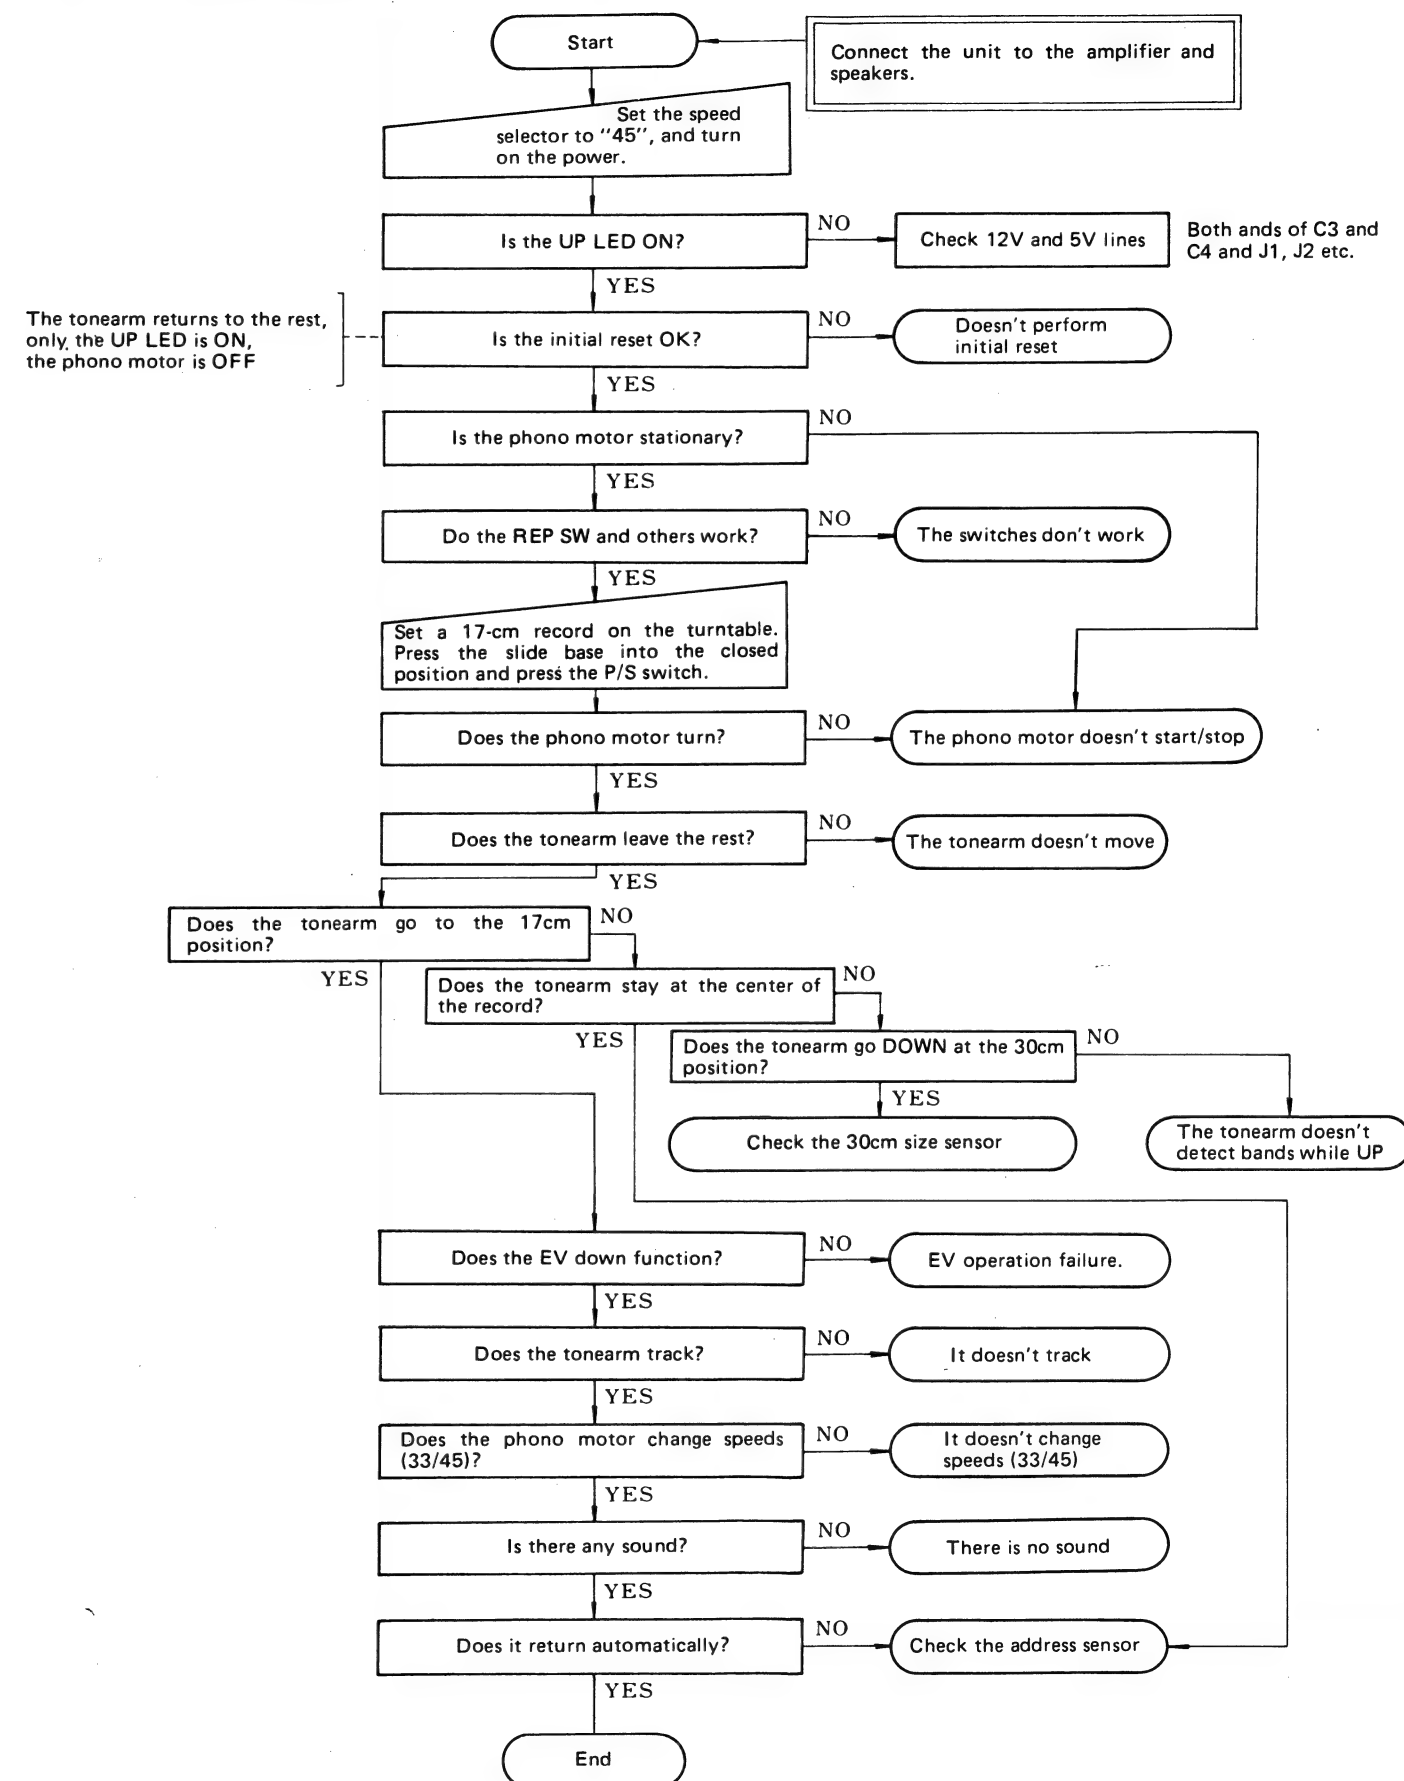 Start
Connect the unit to the amplifier and
speakers.
Set the speed
selector to "45", and turn
on the power.
Is the UP LED ON?
NO
Check 12V and 5V lines
Both ands of C3 and
C4 and J1, J2 etc.
YES
The tonearm returns to the rest,
only the UP LED is ON,
the phono motor is OFF
Is the initial reset OK?
NO
Doesn't perform
initial reset
YES
Is the phono motor stationary?
NO
YES
Do the REP SW and others work?
NO
The switches don't work
YES
Set a 17-cm record on the turntable.
Press the slide base into the closed
position and press the P/S switch.
Does the phono motor turn?
NO
The phono motor doesn't start/stop
YES
Does the tonearm leave the rest?
NO
The tonearm doesn't move
YES
Does the tonearm go to the 17cm
position?
NO
YES
Does the tonearm stay at the center of
the record?
NO
YES
Does the tonearm go DOWN at the 30cm
position?
NO
YES
Check the 30cm size sensor
The tonearm doesn't
detect bands while UP
Does the EV down function?
NO
EV operation failure.
YES
Does the tonearm track?
NO
It doesn't track
YES
Does the phono motor change speeds
(33/45)?
NO
It doesn't change
speeds (33/45)
YES
Is there any sound?
NO
There is no sound
YES
Does it return automatically?
NO
Check the address sensor
YES
End